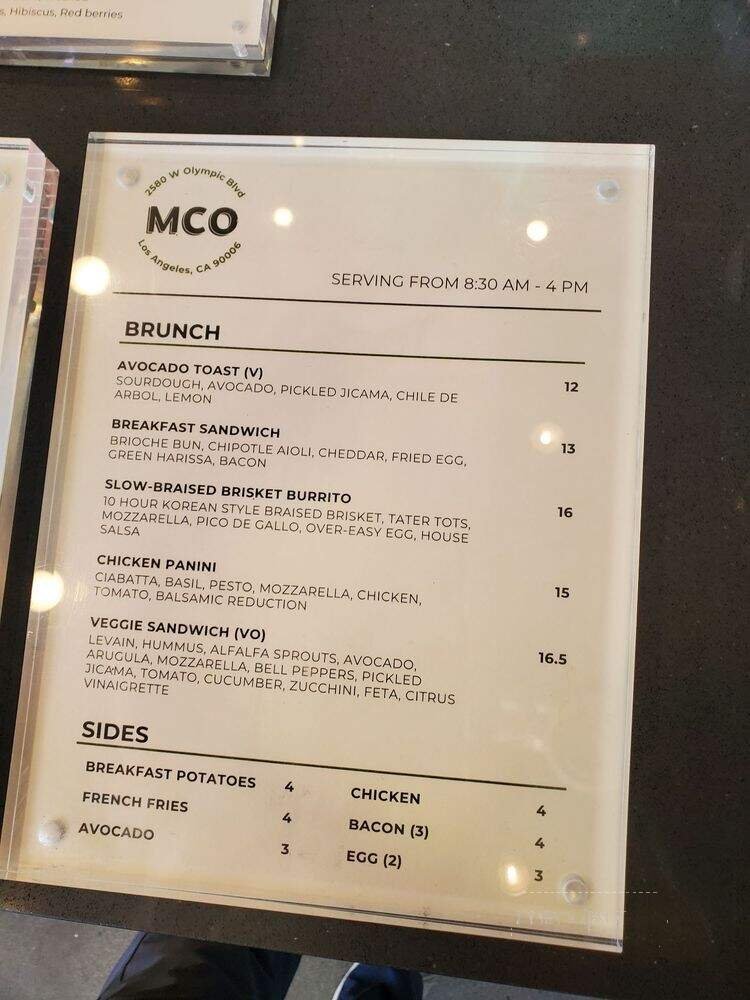 s, Hibiscus, Red berries
2580 W Olympic Blvd
MCO
Los Angeles, CA 90006
SERVING FROM 8:30 AM - 4 PM
BRUNCH
AVOCADO TOAST (V)
SOURDOUGH, AVOCADO, PICKLED JICAMA, CHILE DE
ARBOL, LEMON
12
BREAKFAST SANDWICH
BRIOCHE BUN, CHIPOTLE AIOLI, CHEDDAR, FRIED EGG,
GREEN HARISSA, BACON
13
SLOW-BRAISED BRISKET BURRITO
10 HOUR KOREAN STYLE BRAISED BRISKET, TATER TOTS,
MOZZARELLA, PICO DE GALLO, OVER-EASY EGG, HOUSE
SALSA
16
CHICKEN PANINI
CIABATTA, BASIL, PESTO, MOZZARELLA, CHICKEN,
TOMATO, BALSAMIC REDUCTION
15
VEGGIE SANDWICH (VO)
LEVAIN, HUMMUS, ALFALFA SPROUTS, AVOCADO,
ARUGULA, MOZZARELLA, BELL PEPPERS, PICKLED
JICAMA, TOMATO, CUCUMBER, ZUCCHINI, FETA, CITRUS
VINAIGRETTE
16.5
SIDES
BREAKFAST POTATOES 4
FRENCH FRIES 4
AVOCADO 3
CHICKEN 4
BACON (3) 4
EGG (2) 3